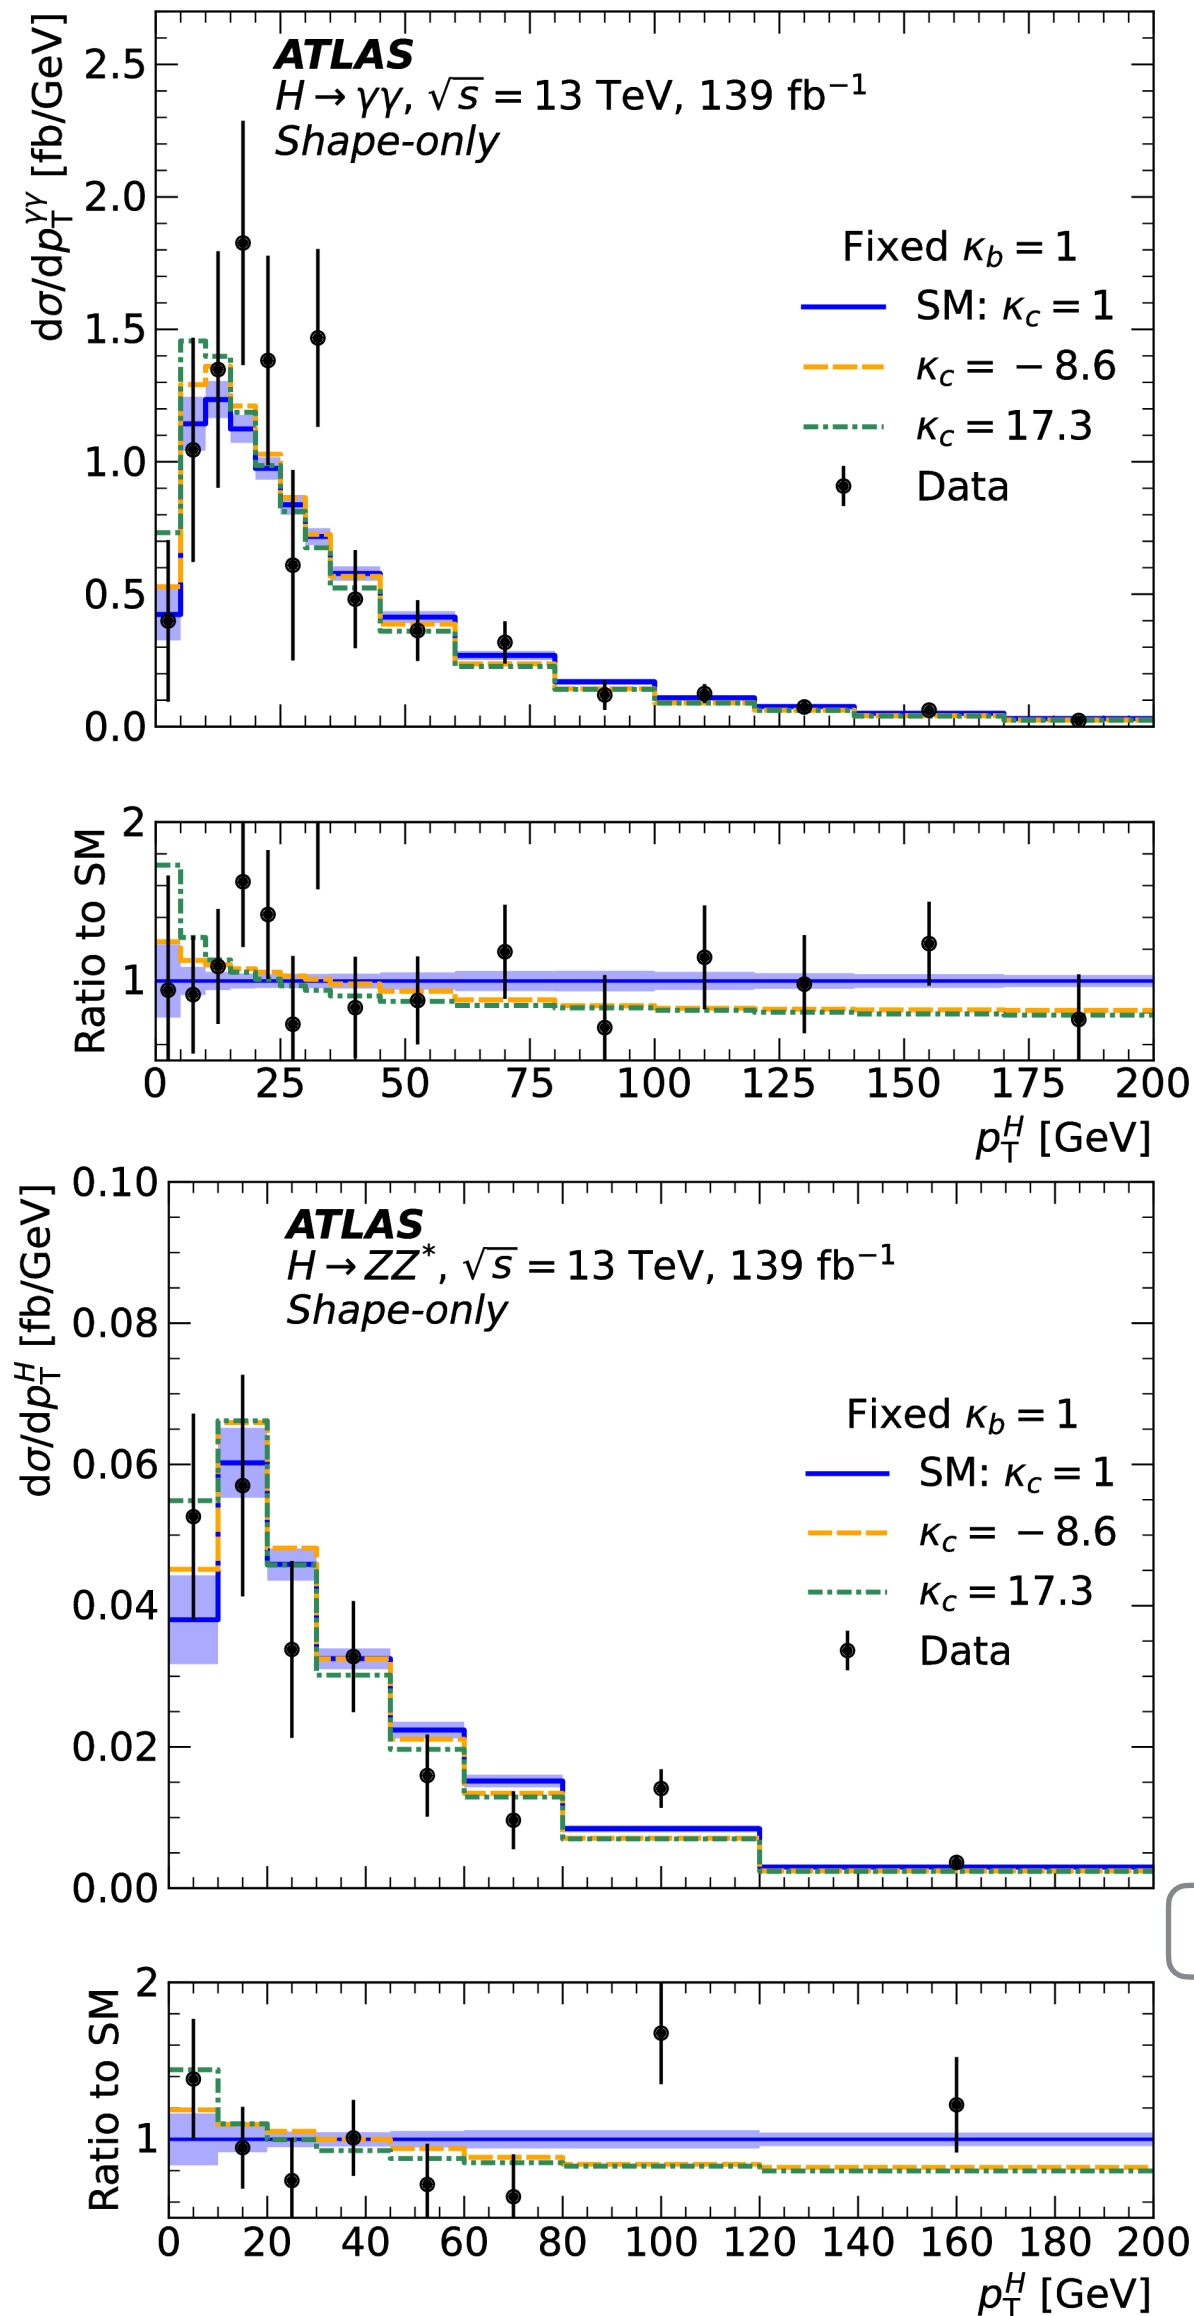 ATLAS
H → γγ, √s = 13 TeV, 139 fb⁻¹
Shape-only
dσ/dp_T^γγ [fb/GeV]
2.5
2.0
1.5
1.0
0.5
0.0
Fixed κ_b = 1
SM: κ_c = 1
κ_c = −8.6
κ_c = 17.3
Data
Ratio to SM
2
1
0 25 50 75 100 125 150 175 200
p_T^H [GeV]
dσ/dp_T^H [fb/GeV]
0.10
0.08
0.06
0.04
0.02
0.00
ATLAS
H → ZZ*, √s = 13 TeV, 139 fb⁻¹
Shape-only
Fixed κ_b = 1
SM: κ_c = 1
κ_c = −8.6
κ_c = 17.3
Data
Ratio to SM
2
1
0 20 40 60 80 100 120 140 160 180 200
p_T^H [GeV]